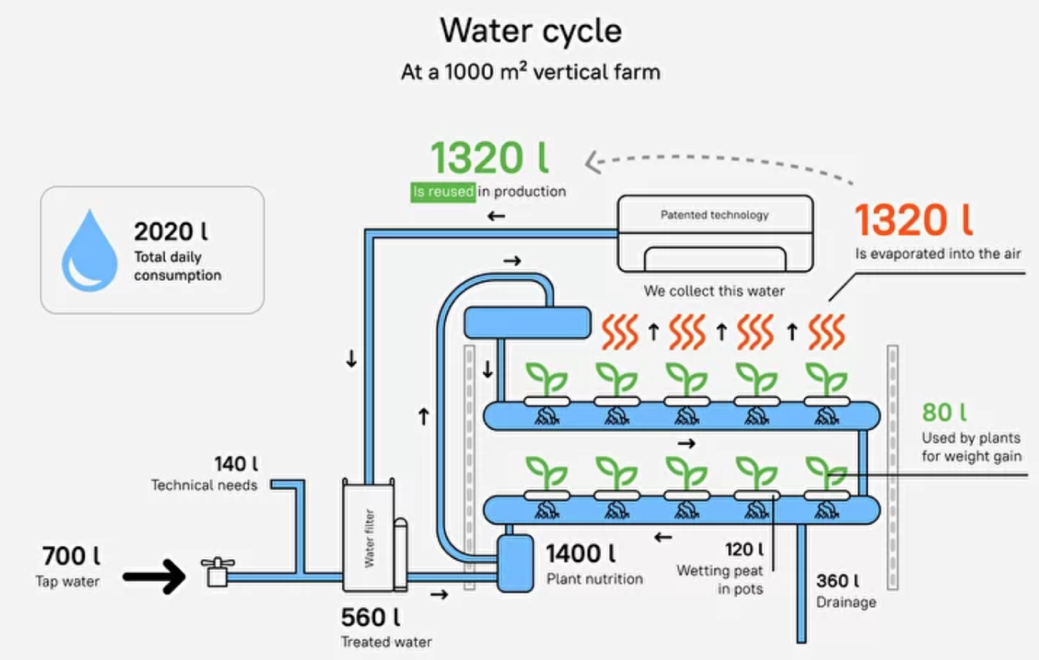 Water cycle
At a 1000 m² vertical farm
1320 l
Is reused in production
2020 l
Total daily
consumption
Patented technology
1320 l
Is evaporated into the air
We collect this water
80 l
Used by plants
for weight gain
140 l
Technical needs
Water filter
700 l
Tap water
1400 l
Plant nutrition
120 l
Wetting peat
in pots
360 l
Drainage
560 l
Treated water